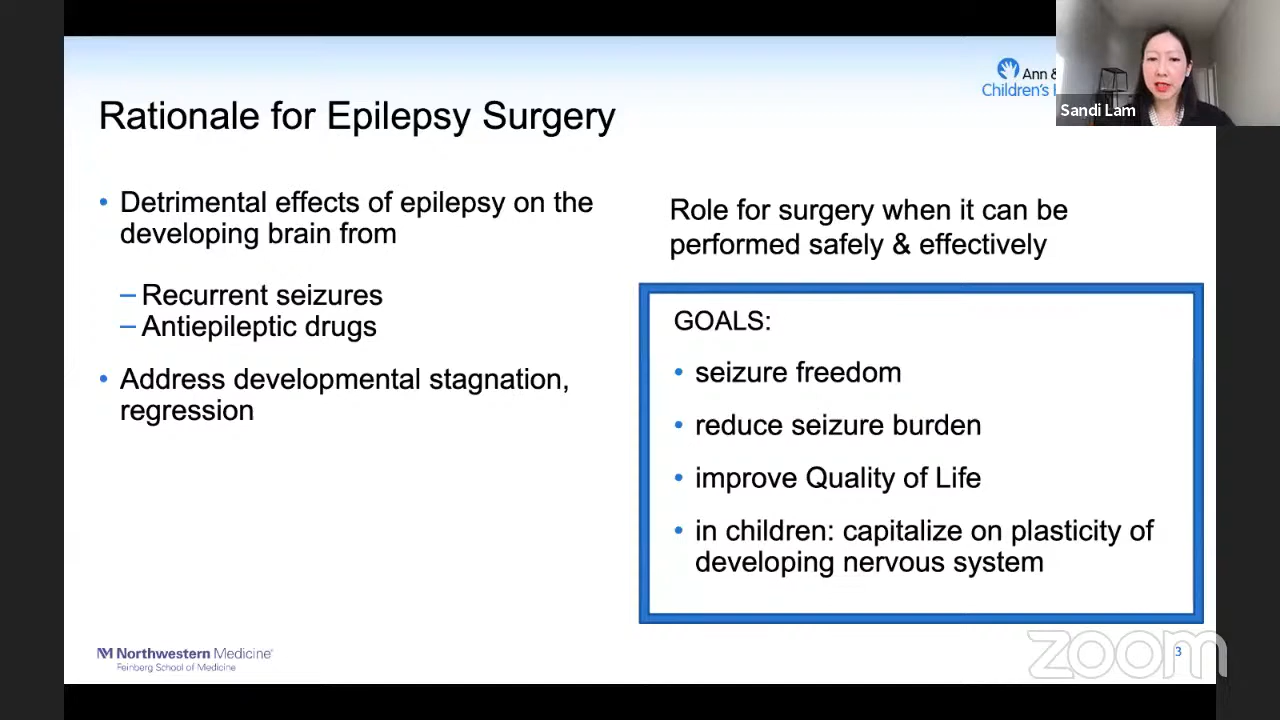 Ann &
Children's
Sandi Lam
Rationale for Epilepsy Surgery
• Detrimental effects of epilepsy on the
developing brain from
– Recurrent seizures
– Antiepileptic drugs
• Address developmental stagnation,
regression
Role for surgery when it can be
performed safely & effectively
GOALS:
• seizure freedom
• reduce seizure burden
• improve Quality of Life
• in children: capitalize on plasticity of
developing nervous system
Northwestern Medicine®
Feinberg School of Medicine
zoom
3